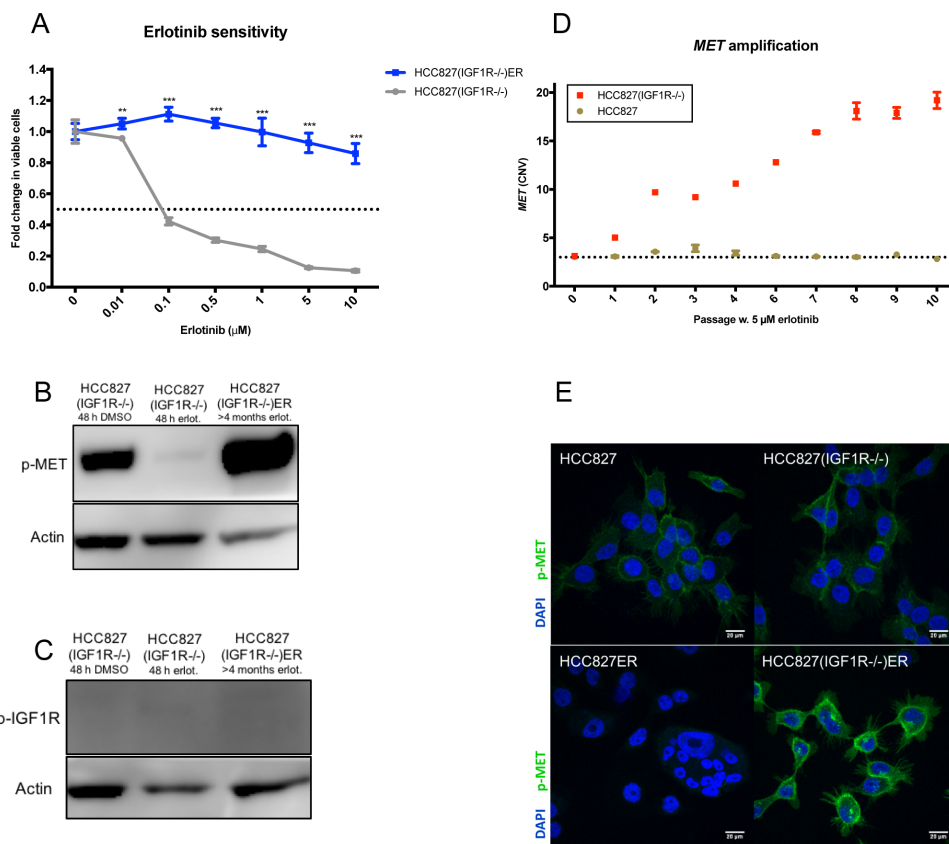 A
Erlotinib sensitivity
1.4
1.2
1.0
0.8
0.6
0.4
0.2
0.0
Fold change in viable cells
** *** *** *** *** ***
0 0.01 0.1 0.5 1 5 10
Erlotinib (µM)
HCC827(IGF1R-/-)ER
HCC827(IGF1R-/-)
D
MET amplification
20
15
10
5
0
MET (CNV)
HCC827(IGF1R-/-)
HCC827
0 1 2 3 4 6 7 8 9 10
Passage w. 5 µM erlotinib
B
HCC827 HCC827 HCC827
(IGF1R-/-) (IGF1R-/-) (IGF1R-/-)ER
48 h DMSO 48 h erlot. >4 months erlot.
p-MET
Actin
C
HCC827 HCC827 HCC827
(IGF1R-/-) (IGF1R-/-) (IGF1R-/-)ER
48 h DMSO 48 h erlot. >4 months erlot.
p-IGF1R
Actin
E
HCC827 HCC827(IGF1R-/-)
DAPI p-MET
20 µm 20 µm
HCC827ER HCC827(IGF1R-/-)ER
DAPI p-MET
20 µm 20 µm